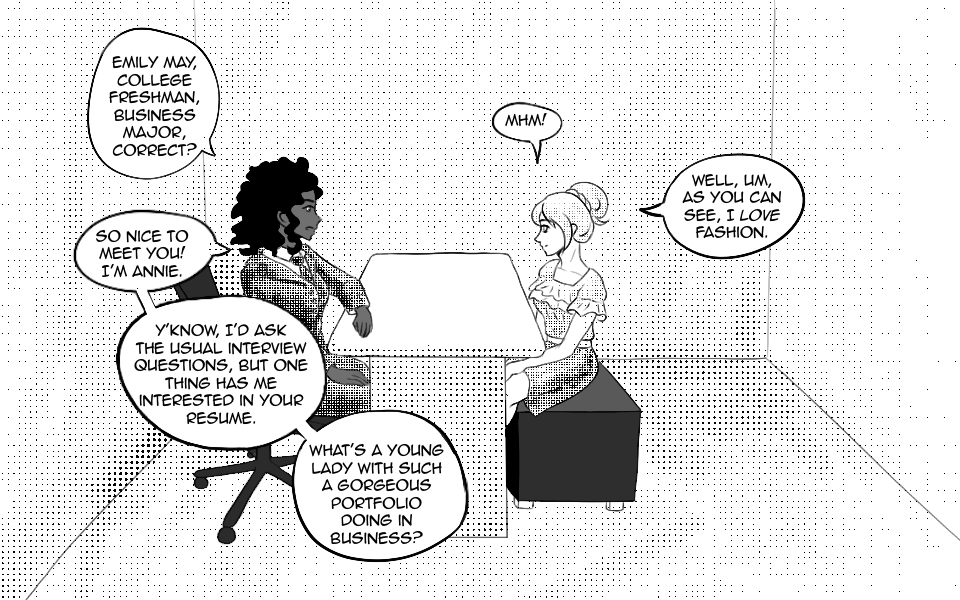 EMILY MAY,
COLLEGE
FRESHMAN,
BUSINESS
MAJOR,
CORRECT?
MHM!
SO NICE TO
MEET YOU!
I'M ANNIE.
Y'KNOW, I'D ASK
THE USUAL INTERVIEW
QUESTIONS, BUT ONE
THING HAS ME
INTERESTED IN YOUR
RESUME.
WHAT'S A YOUNG
LADY WITH SUCH
A GORGEOUS
PORTFOLIO
DOING IN
BUSINESS?
WELL, UM,
AS YOU CAN
SEE, I LOVE
FASHION.